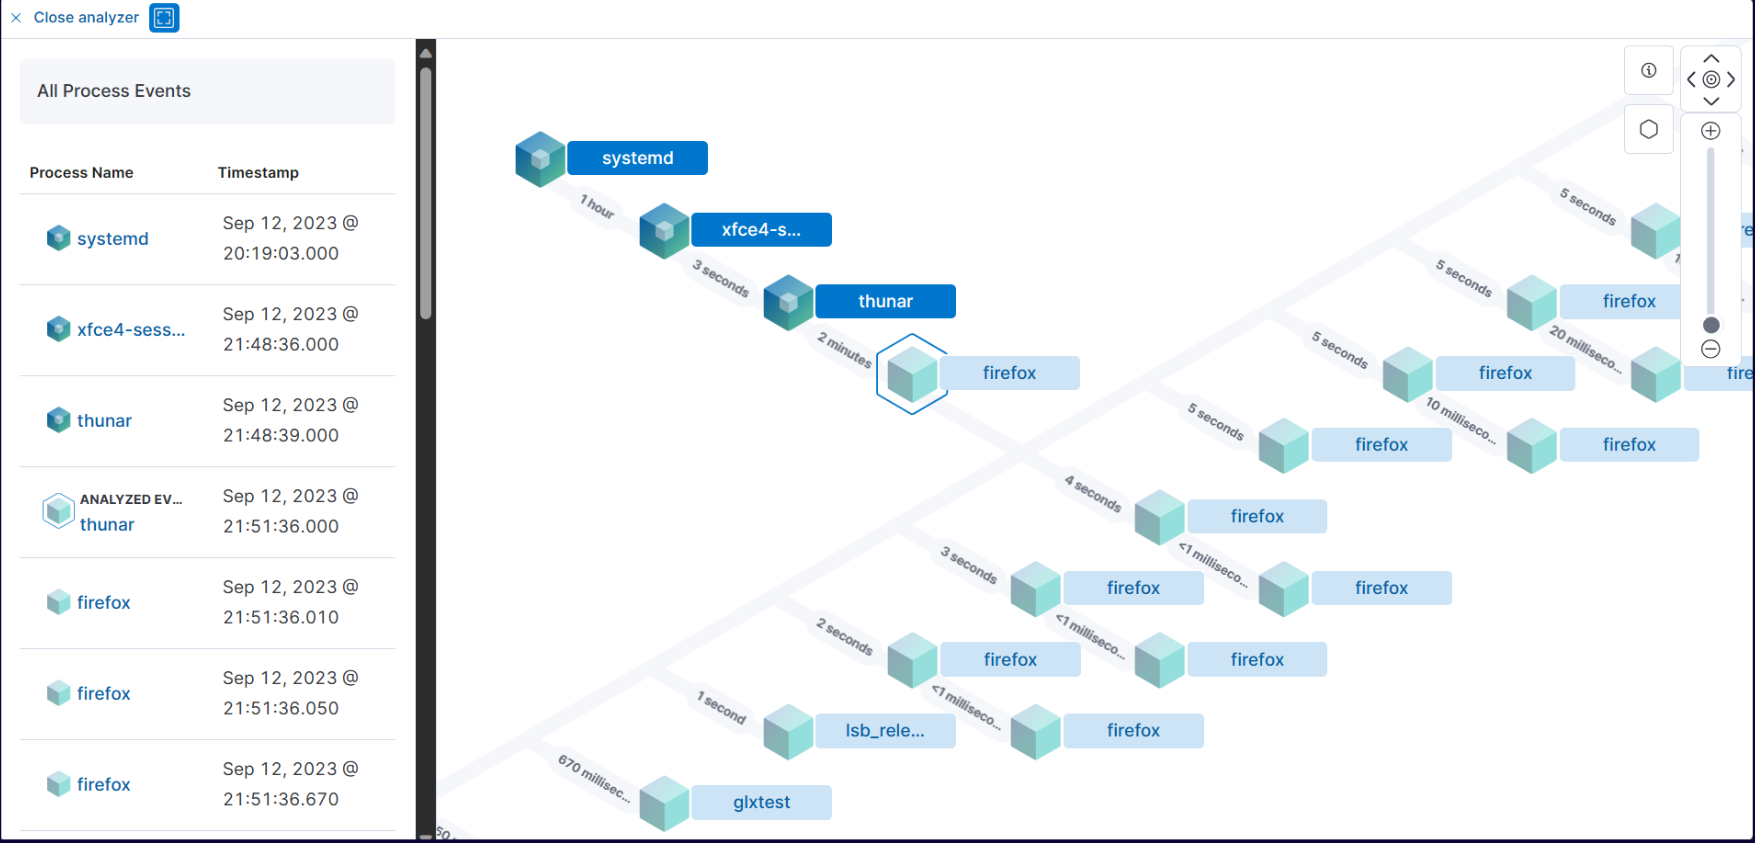 Close analyzer
All Process Events
Process Name Timestamp
systemd Sep 12, 2023 @ 20:19:03.000
xfce4-sess... Sep 12, 2023 @ 21:48:36.000
thunar Sep 12, 2023 @ 21:48:39.000
ANALYZED EV...
thunar Sep 12, 2023 @ 21:51:36.000
firefox Sep 12, 2023 @ 21:51:36.010
firefox Sep 12, 2023 @ 21:51:36.050
firefox Sep 12, 2023 @ 21:51:36.670
systemd
1 hour
xfce4-s...
3 seconds
thunar
2 minutes
firefox
5 seconds
5 seconds
firefox
20 milliseco...
5 seconds
firefox
10 milliseco...
firefox
5 seconds
firefox
4 seconds
firefox
<1 milliseco...
firefox
3 seconds
firefox
<1 milliseco...
firefox
2 seconds
firefox
<1 milliseco...
firefox
1 second
lsb_rele...
670 millisec...
glxtest